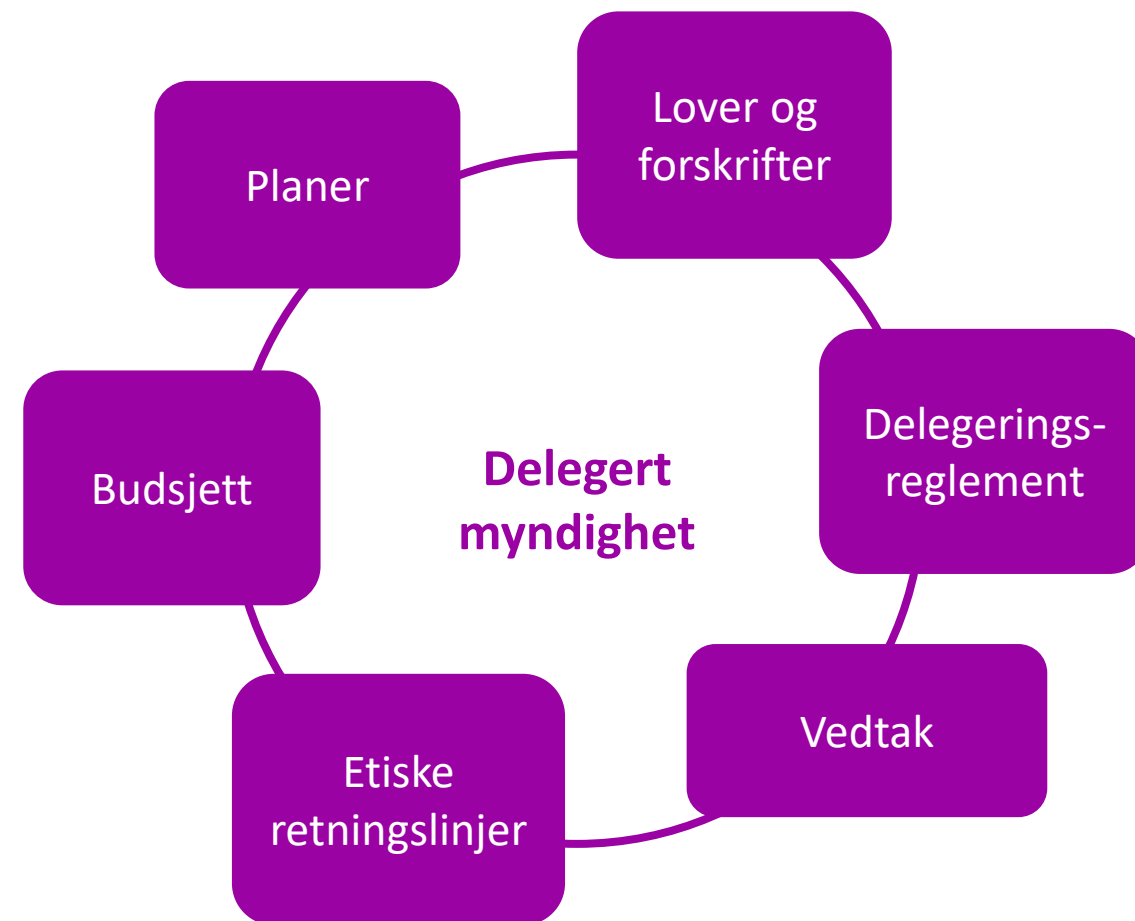 Lover og
forskrifter
Delegerings-
reglement
Vedtak
Etiske
retningslinjer
Budsjett
Planer
Delegert
myndighet